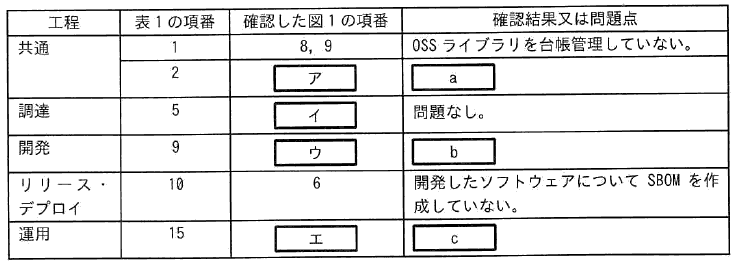 工程 表１の項番 確認した図１の項番 確認結果又は問題点
共通 1 8，9 OSS ライブラリを台帳管理していない。
2 ア a
調達 5 イ 問題なし。
開発 9 ウ b
リリース・ 10 6 開発したソフトウェアについて SBOM を作
デプロイ 成していない。
運用 15 エ c